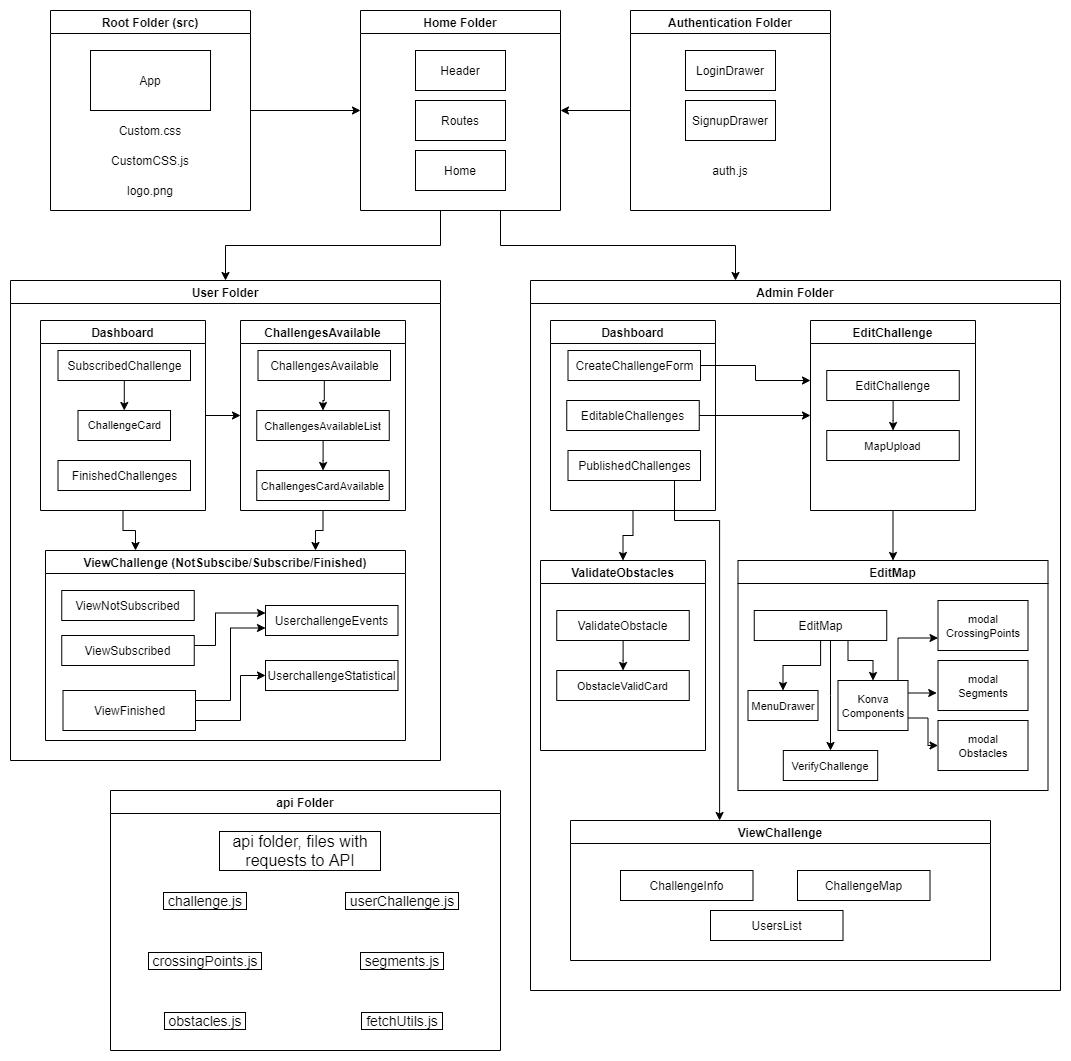 Root Folder (src)
App
Custom.css
CustomCSS.js
logo.png
Home Folder
Header
Routes
Home
Authentication Folder
LoginDrawer
SignupDrawer
auth.js
User Folder
Dashboard
SubscribedChallenge
ChallengeCard
FinishedChallenges
ChallengesAvailable
ChallengesAvailable
ChallengesAvailableList
ChallengesCardAvailable
ViewChallenge (NotSubscibe/Subscribe/Finished)
ViewNotSubscribed
ViewSubscribed
ViewFinished
UserchallengeEvents
UserchallengeStatistical
Admin Folder
Dashboard
CreateChallengeForm
EditableChallenges
PublishedChallenges
EditChallenge
EditChallenge
MapUpload
ValidateObstacles
ValidateObstacle
ObstacleValidCard
EditMap
EditMap
MenuDrawer
Konva
Components
VerifyChallenge
modal
CrossingPoints
modal
Segments
modal
Obstacles
ViewChallenge
ChallengeInfo
ChallengeMap
UsersList
api Folder
api folder, files with
requests to API
challenge.js
userChallenge.js
crossingPoints.js
segments.js
obstacles.js
fetchUtils.js